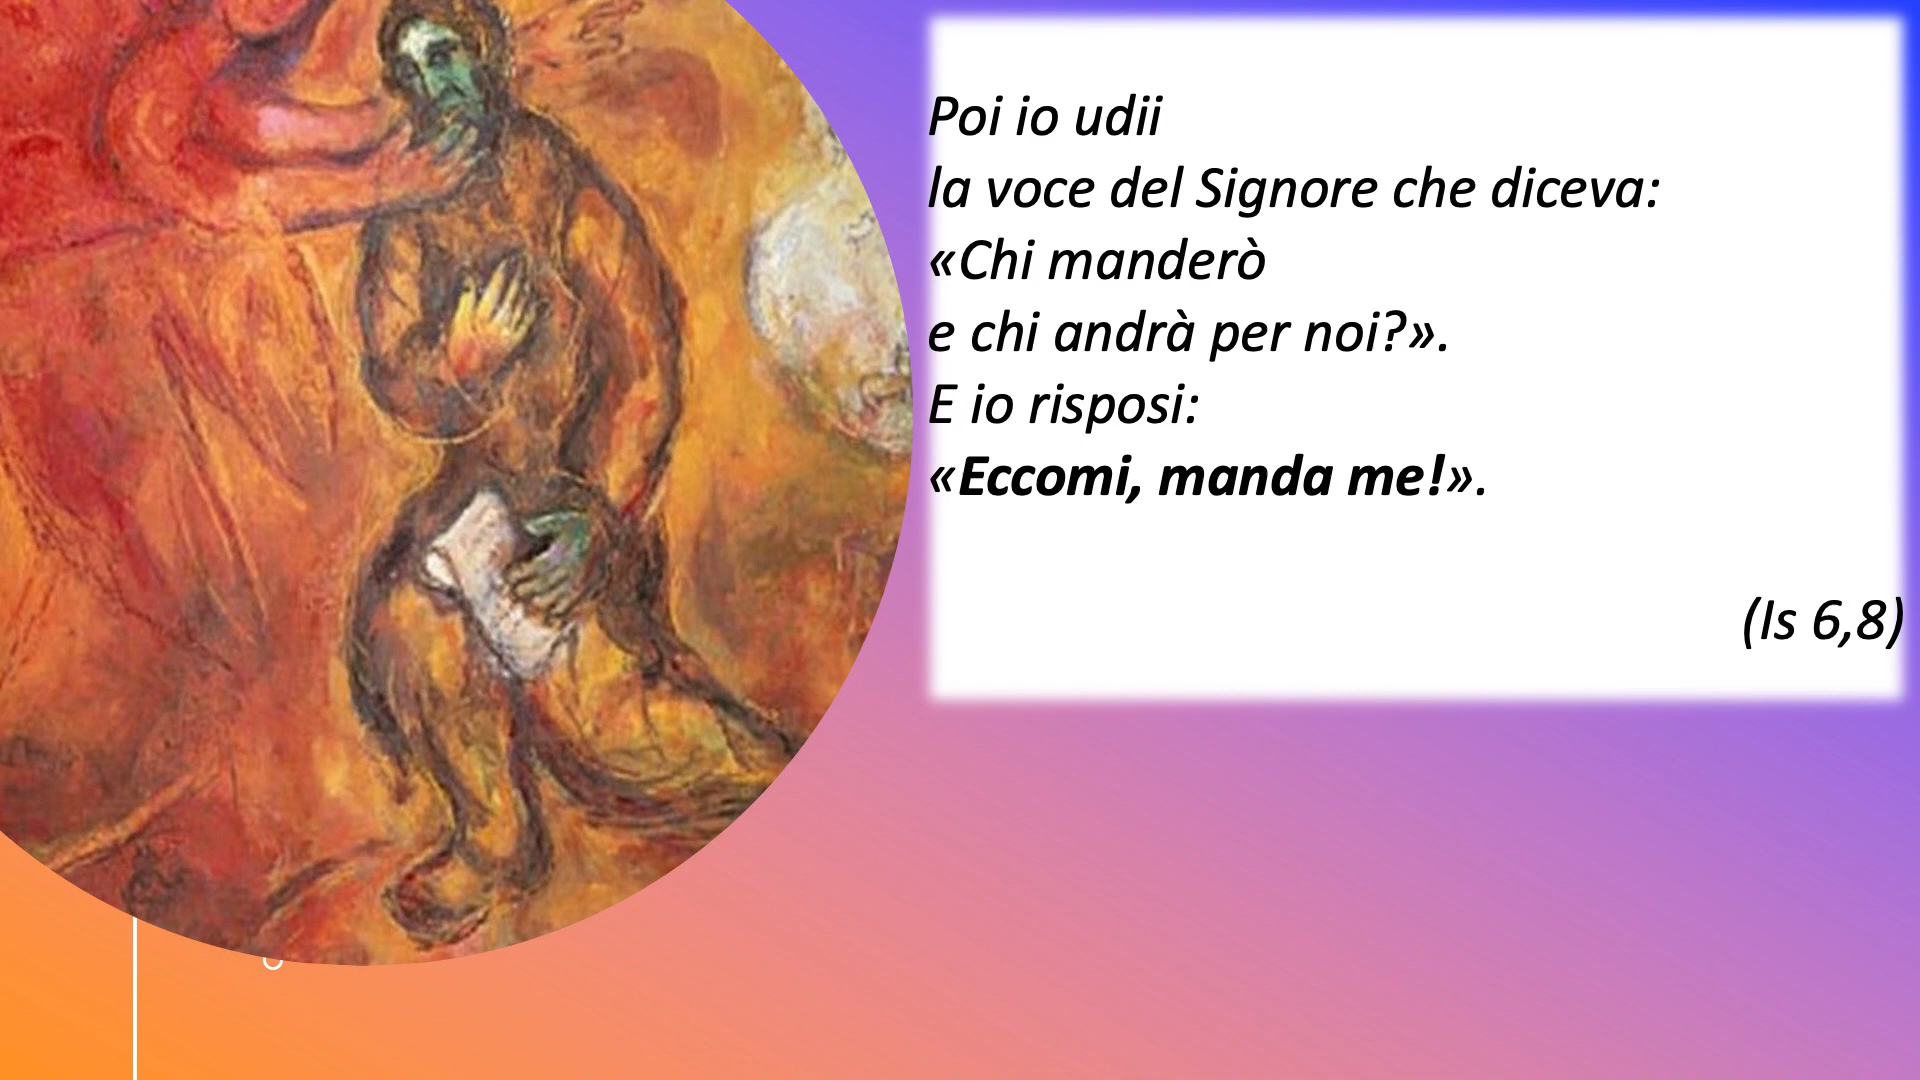 Poi io udii
la voce del Signore che diceva:
«Chi manderò
e chi andrà per noi?».
E io risposi:
«Eccomi, manda me!».
(Is 6,8)